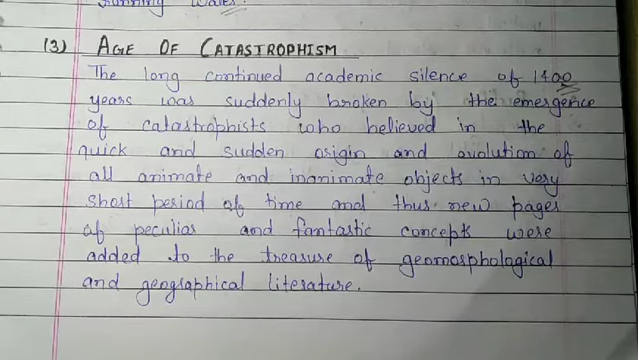 running waves.
(3) AGE OF CATASTROPHISM
The long continued academic silence of 1400
years was suddenly broken by the emergence
of catastrophists who believed in the
quick and sudden origin and evolution of
all animate and inanimate objects in very
short period of time and thus new pages
of peculiar and fantastic concepts were
added to the treasure of geomorphological
and geographical literature.